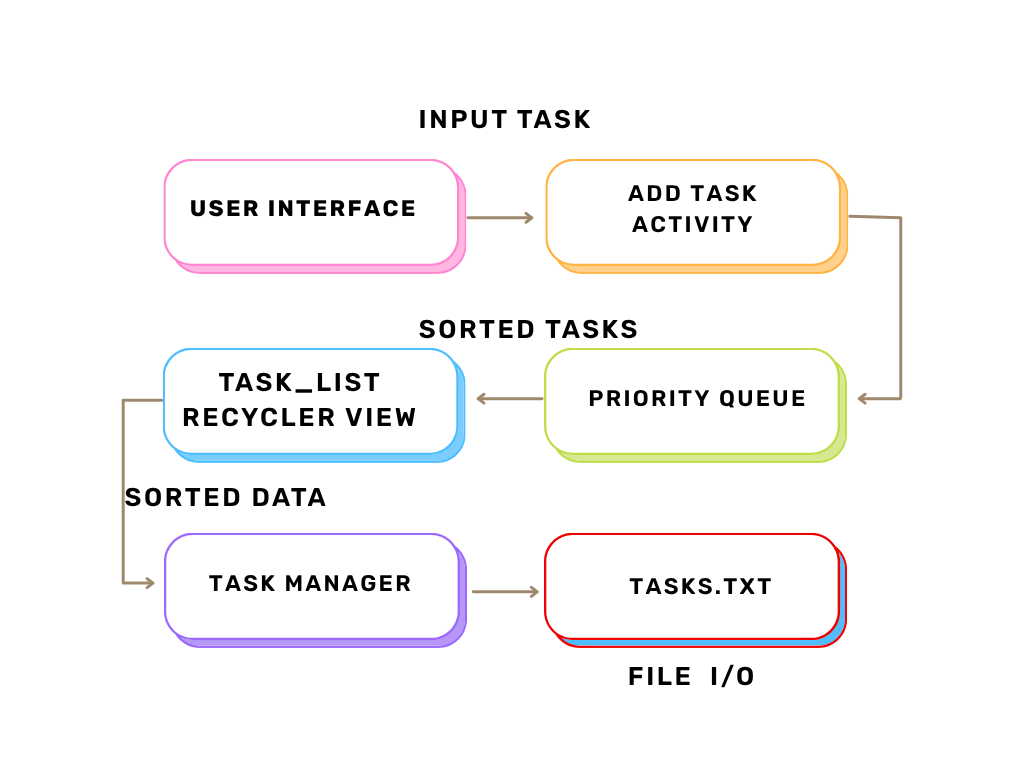 INPUT TASK
USER INTERFACE
ADD TASK
ACTIVITY
SORTED TASKS
TASK_LIST
RECYCLER VIEW
PRIORITY QUEUE
SORTED DATA
TASK MANAGER
TASKS.TXT
FILE I/O